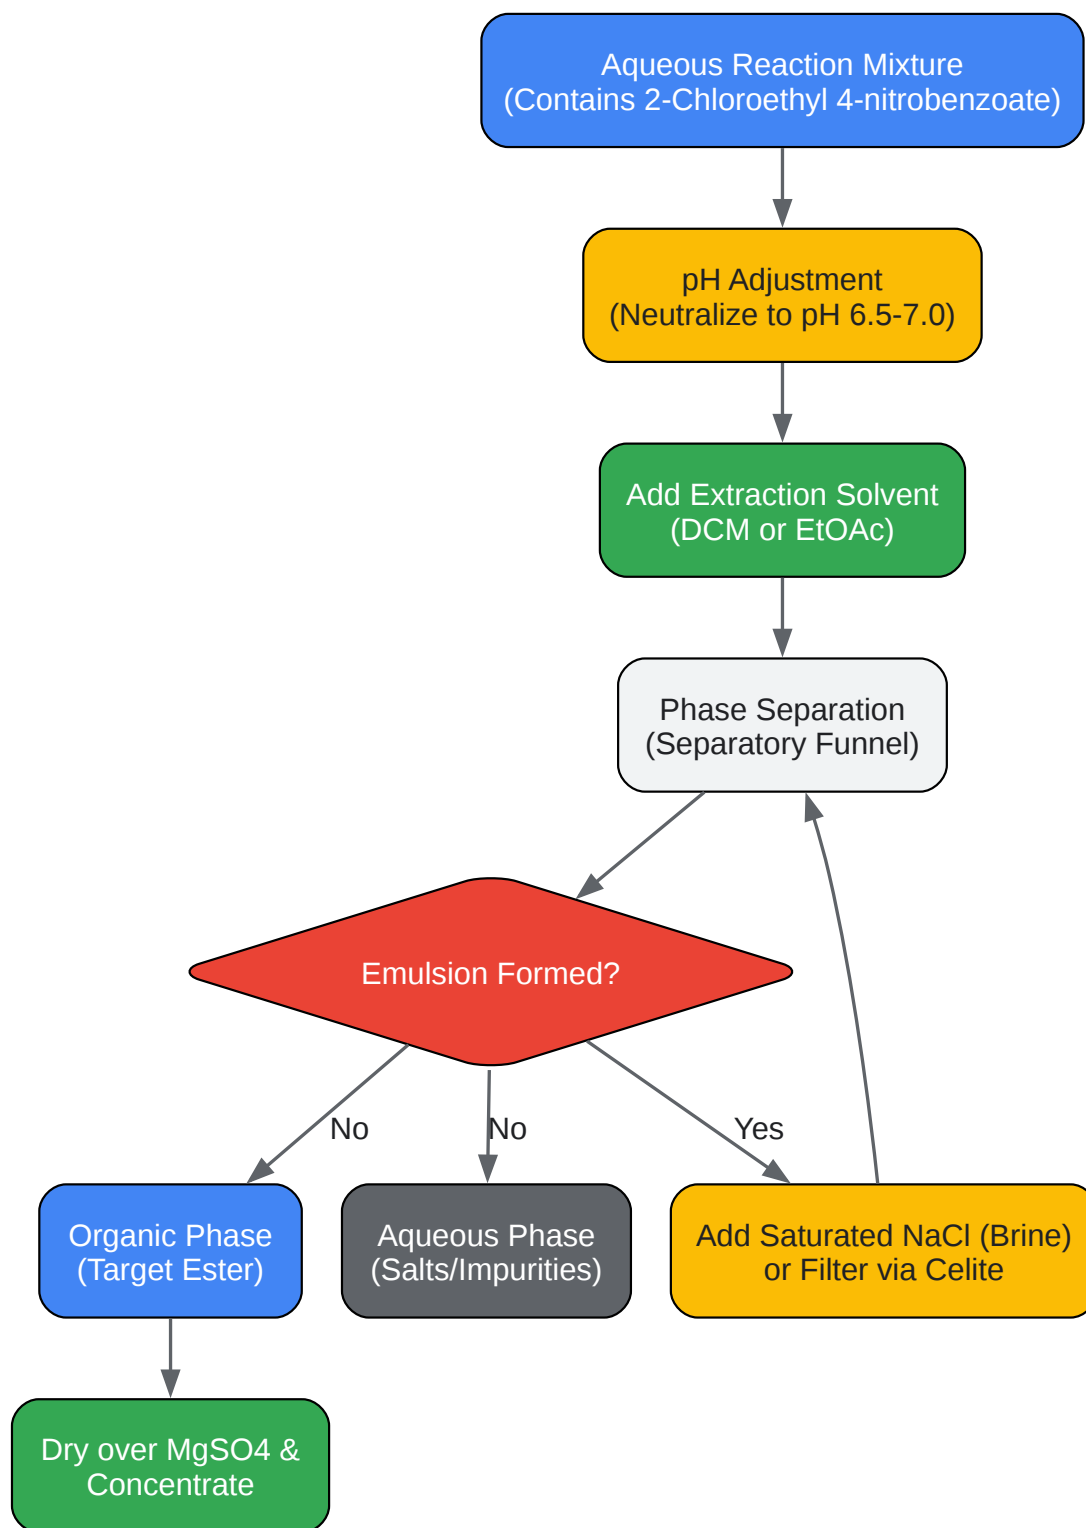 Aqueous Reaction Mixture
(Contains 2-Chloroethyl 4-nitrobenzoate)
pH Adjustment
(Neutralize to pH 6.5-7.0)
Add Extraction Solvent
(DCM or EtOAc)
Phase Separation
(Separatory Funnel)
Emulsion Formed?
No
No
Yes
Organic Phase
(Target Ester)
Aqueous Phase
(Salts/Impurities)
Add Saturated NaCl (Brine)
or Filter via Celite
Dry over MgSO4 &
Concentrate